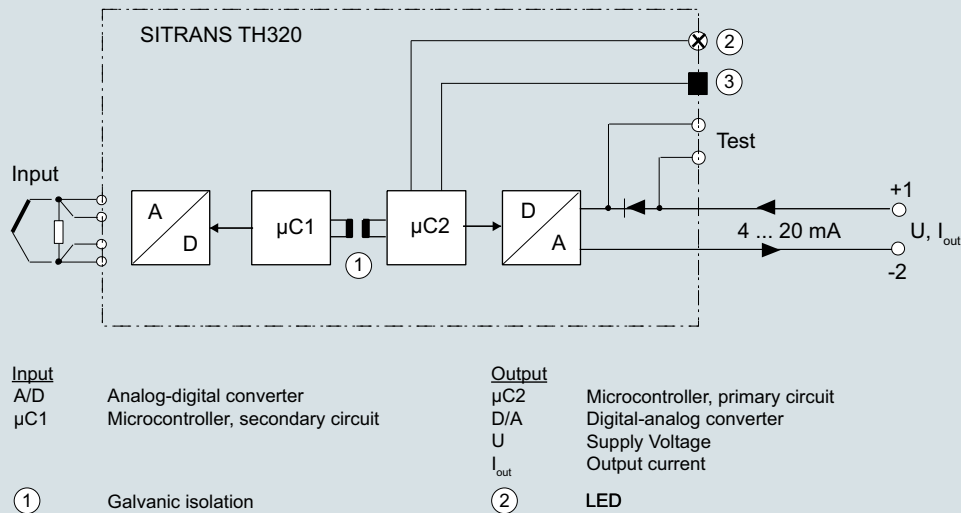 SITRANS TH320
2
3
Test
Input
A
D
µC1
µC2
D
A
+1
4 ... 20 mA
U, Iout
-2
1
Input
A/D Analog-digital converter
µC1 Microcontroller, secondary circuit
1 Galvanic isolation
Output
µC2 Microcontroller, primary circuit
D/A Digital-analog converter
U Supply Voltage
Iout Output current
2 LED